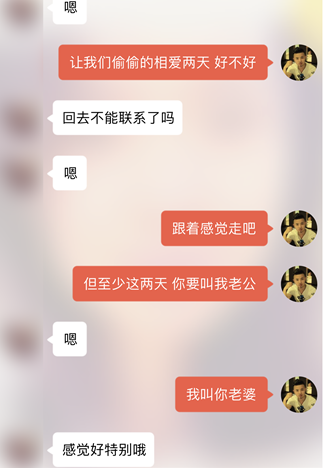 嗯
让我们偷偷的相爱两天 好不好
回去不能联系了吗
嗯
跟着感觉走吧
但至少这两天 你要叫我老公
嗯
我叫你老婆
感觉好特别哦